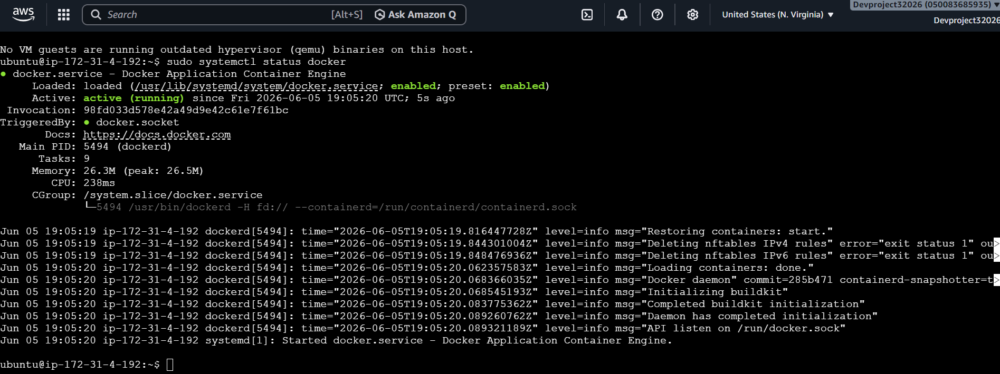 aws
Search [Alt+S] Ask Amazon Q
United States (N. Virginia) ▼
Devproject32026 (050083685935) ▼
Devproject32026
No VM guests are running outdated hypervisor (qemu) binaries on this host.
ubuntu@ip-172-31-4-192:~$ sudo systemctl status docker
● docker.service - Docker Application Container Engine
Loaded: loaded (/usr/lib/systemd/system/docker.service; enabled; preset: enabled)
Active: active (running) since Fri 2026-06-05 19:05:20 UTC; 5s ago
Invocation: 98fd033d578e42a49d9e42c61e7f61bc
TriggeredBy: ● docker.socket
Docs: https://docs.docker.com
Main PID: 5494 (dockerd)
Tasks: 9
Memory: 26.3M (peak: 26.5M)
CPU: 238ms
CGroup: /system.slice/docker.service
└─5494 /usr/bin/dockerd -H fd:// --containerd=/run/containerd/containerd.sock
Jun 05 19:05:19 ip-172-31-4-192 dockerd[5494]: time="2026-06-05T19:05:19.816447728Z" level=info msg="Restoring containers: start."
Jun 05 19:05:19 ip-172-31-4-192 dockerd[5494]: time="2026-06-05T19:05:19.844301004Z" level=info msg="Deleting nftables IPv4 rules" error="exit status 1" ou>
Jun 05 19:05:19 ip-172-31-4-192 dockerd[5494]: time="2026-06-05T19:05:19.848476936Z" level=info msg="Deleting nftables IPv6 rules" error="exit status 1" ou>
Jun 05 19:05:20 ip-172-31-4-192 dockerd[5494]: time="2026-06-05T19:05:20.062357583Z" level=info msg="Loading containers: done."
Jun 05 19:05:20 ip-172-31-4-192 dockerd[5494]: time="2026-06-05T19:05:20.068366035Z" level=info msg="Docker daemon" commit=285b471 containerd-snapshotter=t>
Jun 05 19:05:20 ip-172-31-4-192 dockerd[5494]: time="2026-06-05T19:05:20.068545193Z" level=info msg="Initializing buildkit"
Jun 05 19:05:20 ip-172-31-4-192 dockerd[5494]: time="2026-06-05T19:05:20.083775362Z" level=info msg="Completed buildkit initialization"
Jun 05 19:05:20 ip-172-31-4-192 dockerd[5494]: time="2026-06-05T19:05:20.089260762Z" level=info msg="Daemon has completed initialization"
Jun 05 19:05:20 ip-172-31-4-192 dockerd[5494]: time="2026-06-05T19:05:20.089321189Z" level=info msg="API listen on /run/docker.sock"
Jun 05 19:05:20 ip-172-31-4-192 systemd[1]: Started docker.service - Docker Application Container Engine.
ubuntu@ip-172-31-4-192:~$